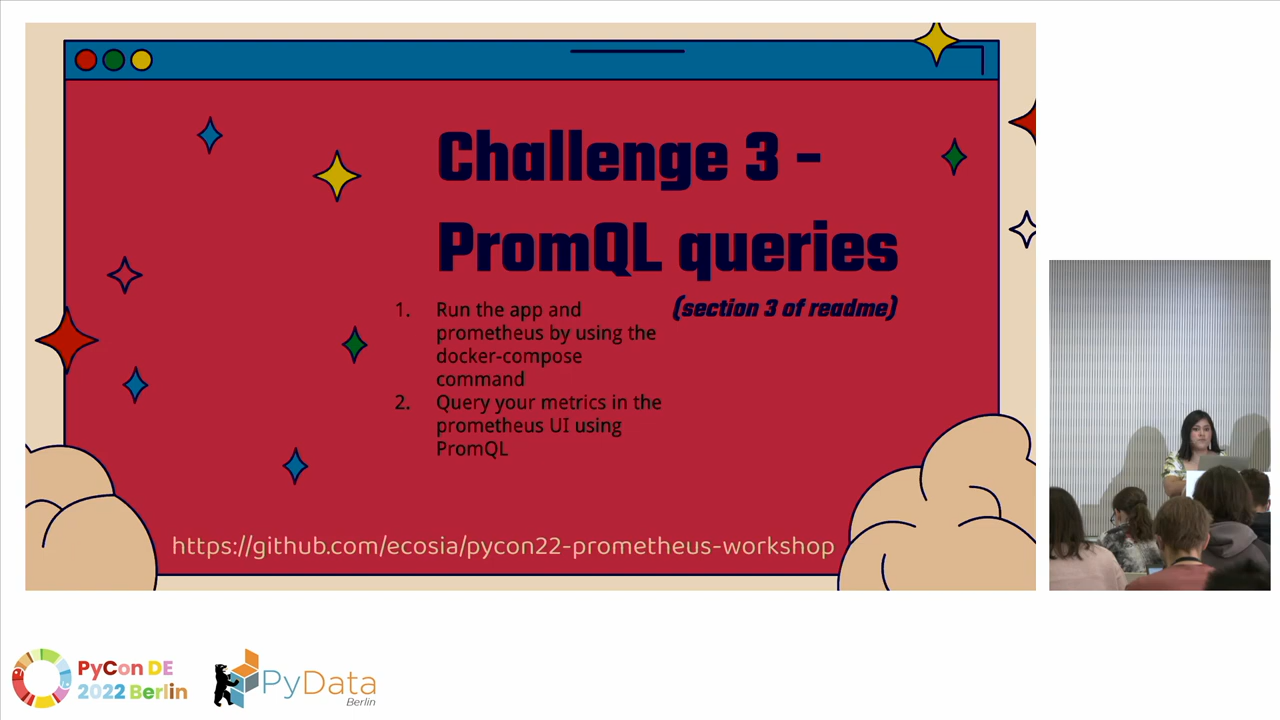 Challenge 3 -
PromQL queries
(section 3 of readme)
1. Run the app and
prometheus by using the
docker-compose
command
2. Query your metrics in the
prometheus UI using
PromQL
https://github.com/ecosia/pycon22-prometheus-workshop
PyCon DE
2022 Berlin
PyData
Berlin